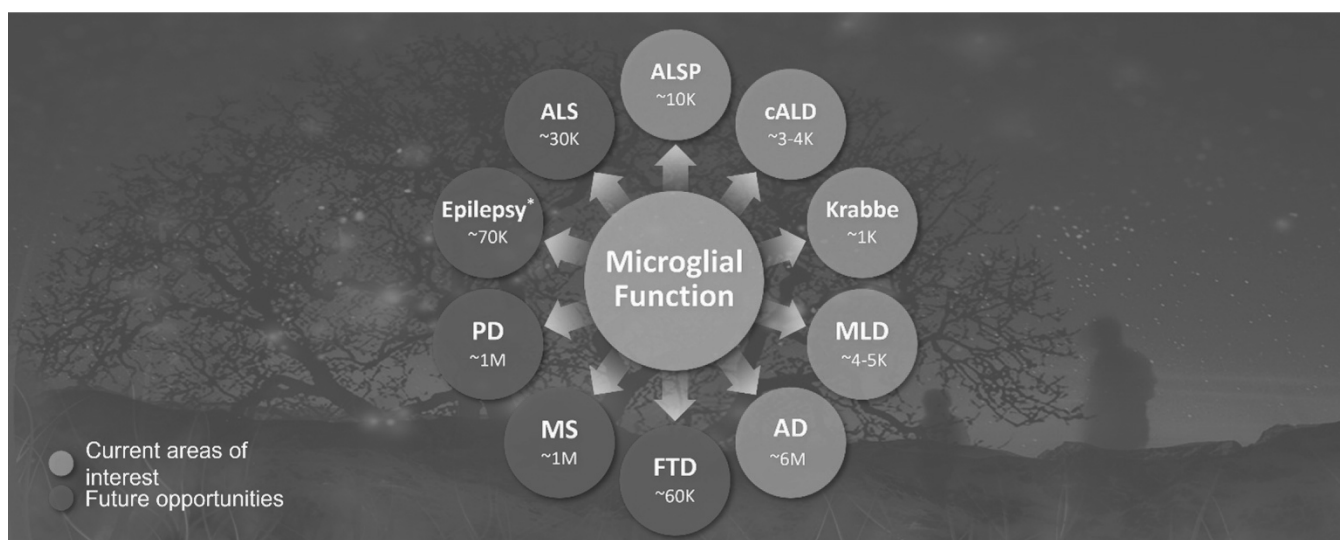 ALSP
~10K
cALD
~3-4K
Krabbe
~1K
MLD
~4-5K
AD
~6M
FTD
~60K
MS
~1M
PD
~1M
Epilepsy*
~70K
ALS
~30K
Microglial
Function
Current areas of
interest
Future opportunities